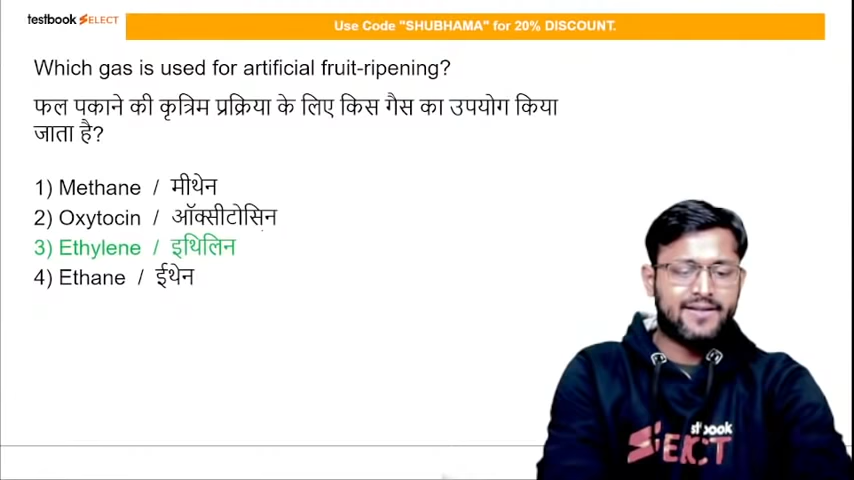 testbook SELECT
Use Code "SHUBHAMA" for 20% DISCOUNT.
Which gas is used for artificial fruit-ripening?
फल पकाने की कृत्रिम प्रक्रिया के लिए किस गैस का उपयोग किया
जाता है?
1) Methane / मीथेन
2) Oxytocin / ऑक्सीटोसिन
3) Ethylene / इथिलिन
4) Ethane / ईथेन
stbook
SELECT